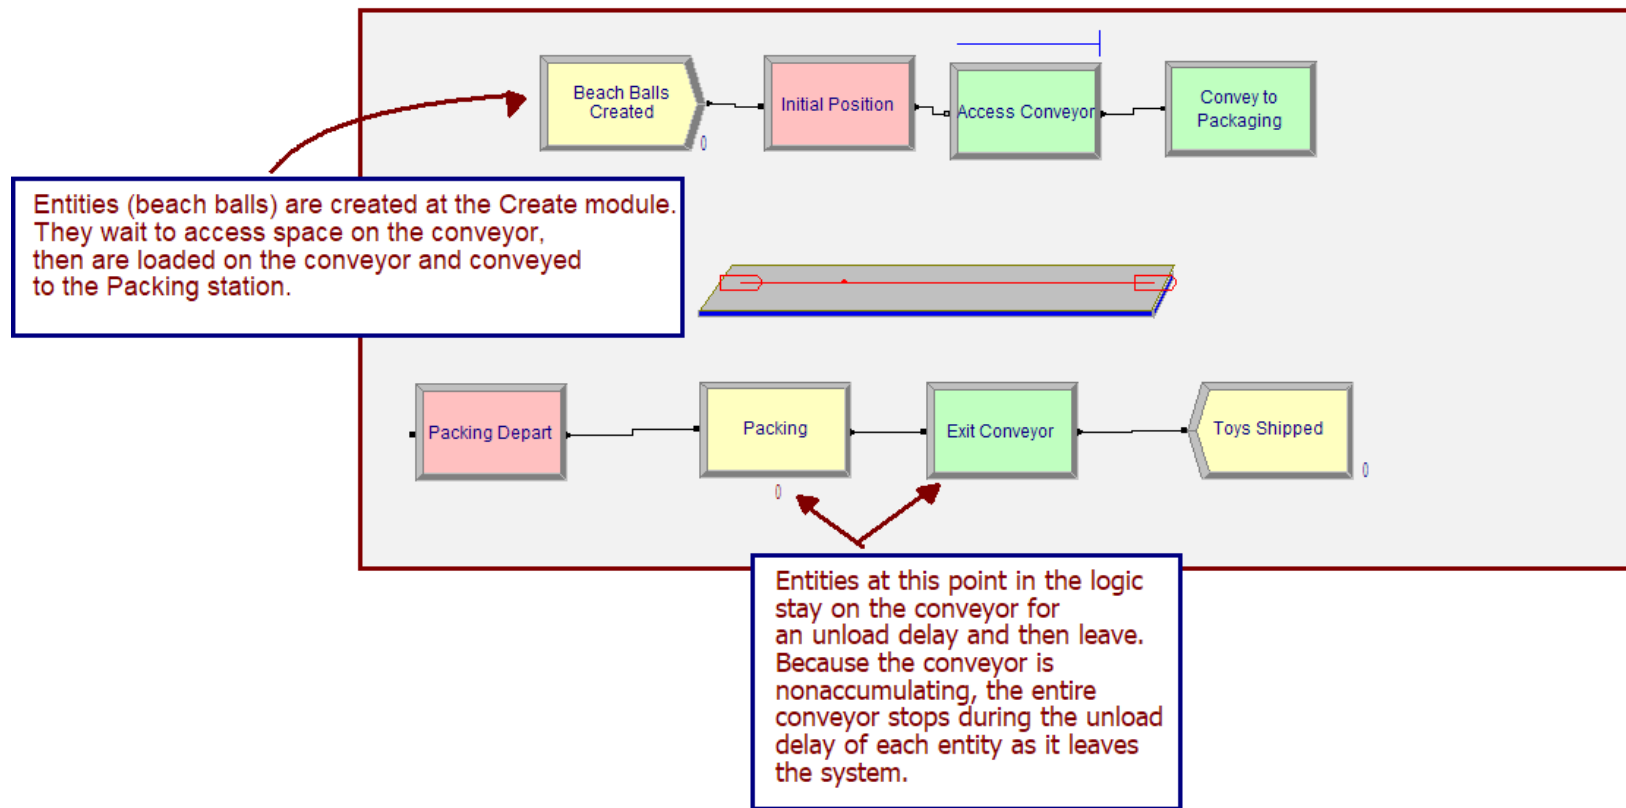 Beach Balls
Created
0
Initial Position
Access Conveyor
Convey to
Packaging
Entities (beach balls) are created at the Create module.
They wait to access space on the conveyor,
then are loaded on the conveyor and conveyed
to the Packing station.
Packing Depart
Packing
0
Exit Conveyor
Toys Shipped
0
Entities at this point in the logic
stay on the conveyor for
an unload delay and then leave.
Because the conveyor is
nonaccumulating, the entire
conveyor stops during the unload
delay of each entity as it leaves
the system.